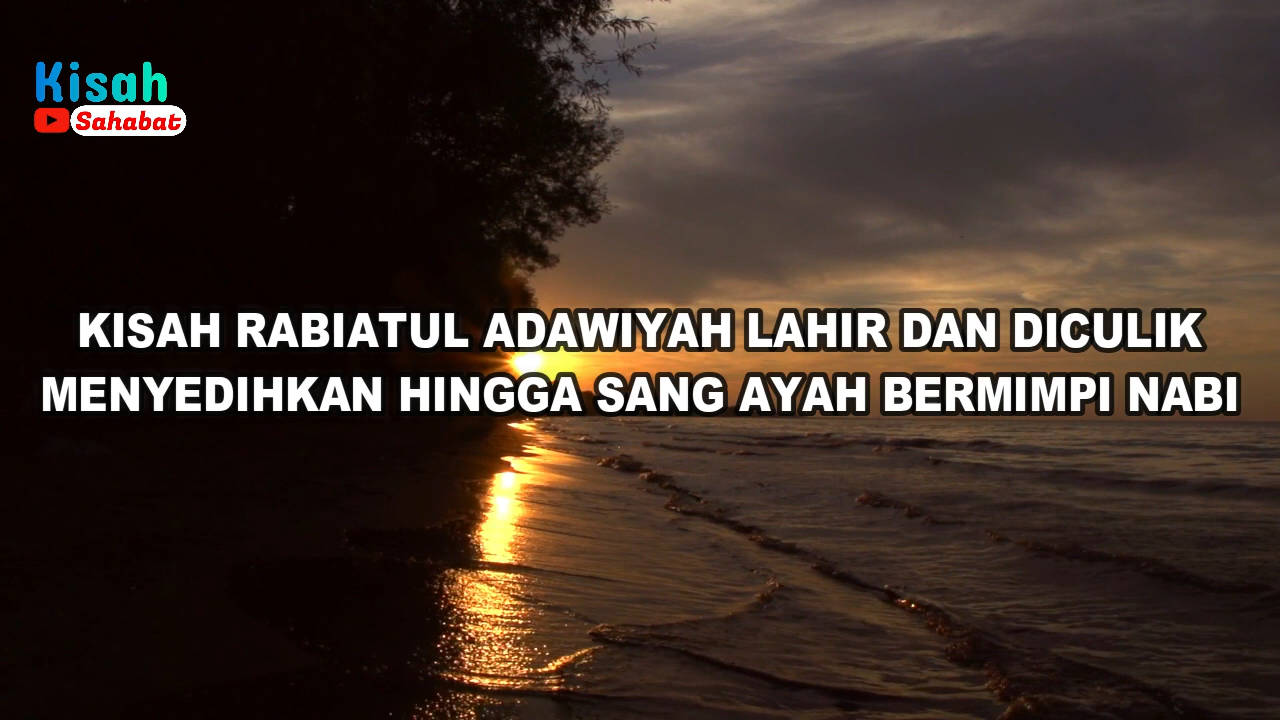 Kisah
Sahabat
KISAH RABIATUL ADAWIYAH LAHIR DAN DICULIK
MENYEDIHKAN HINGGA SANG AYAH BERMIMPI NABI